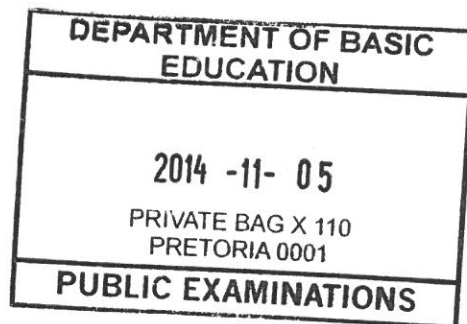 DEPARTMENT OF BASIC
EDUCATION
2014 -11- 05
PRIVATE BAG X 110
PRETORIA 0001
PUBLIC EXAMINATIONS